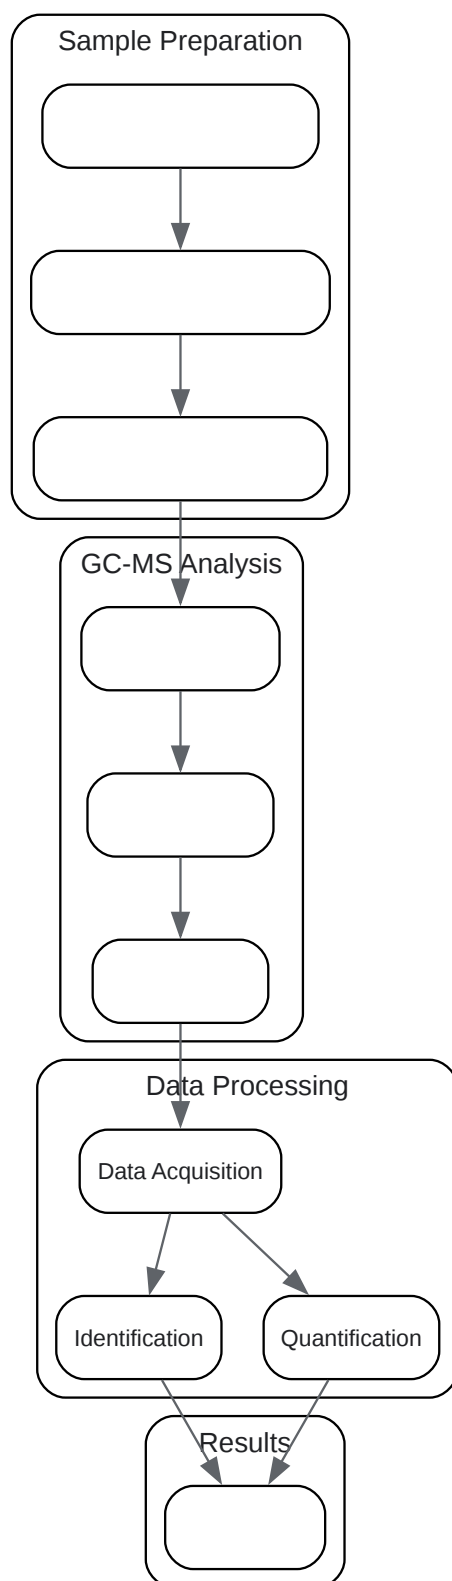 Sample Preparation
GC-MS Analysis
Data Processing
Data Acquisition
Identification
Quantification
Results